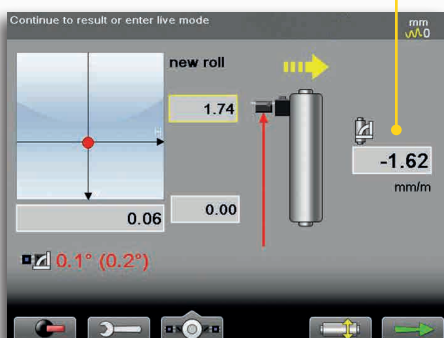 Continue to result or enter live mode
mm
0
new roll
1.74
-1.62
mm/m
0.06
0.00
0.1° (0.2°)